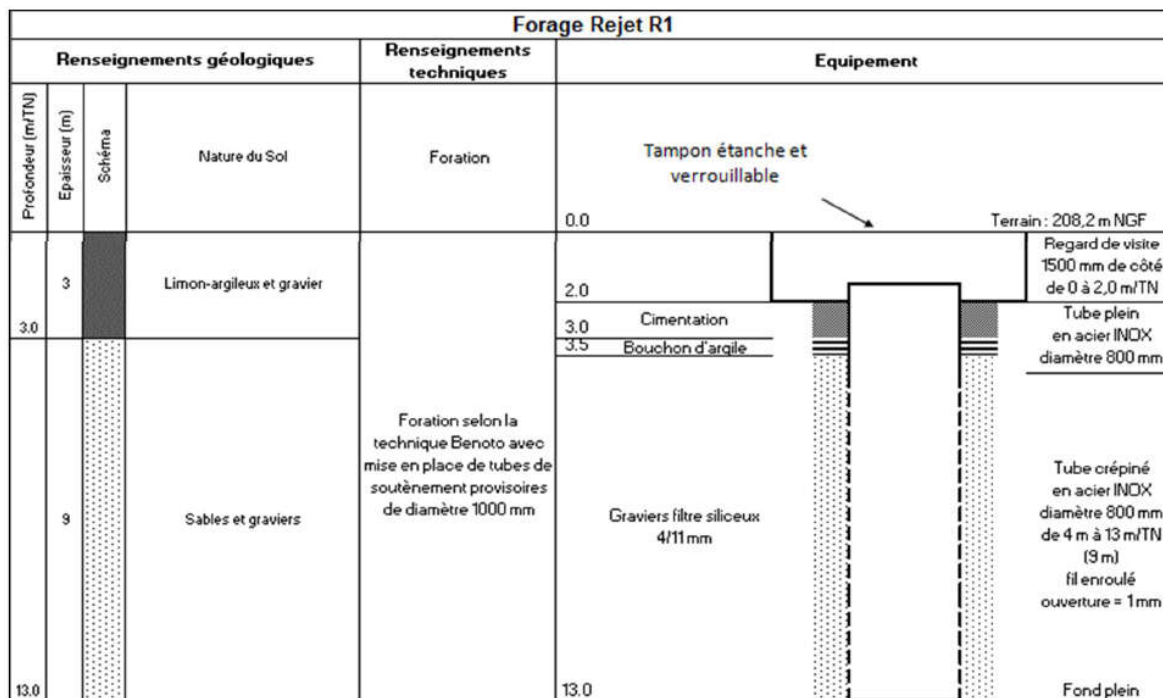 Forage Rejet R1
Renseignements géologiques
Renseignements
techniques
Equipement
Profondeur (m/TN)
Epaisseur (m)
Schéma
Nature du Sol
Foration
Tampon étanche et
verrouillable
0.0
Terrain : 208,2 m NGF
3
Limon-argileux et gravier
3.0
2.0
Regard de visite
1500 mm de côté
de 0 à 2,0 m/TN
Cimentation
3.0
Tube plein
en acier INOX
diamètre 800 mm
3.5
Bouchon d'argile
9
Sables et graviers
13.0
Foration selon la
technique Benoto avec
mise en place de tubes de
soutènement provisoires
de diamètre 1000 mm
Graviers filtre siliceux
4/11 mm
Tube crépiné
en acier INOX
diamètre 800 mm
de 4 m à 13 m/TN
(9 m)
fil enroulé
ouverture = 1 mm
13.0
Fond plein